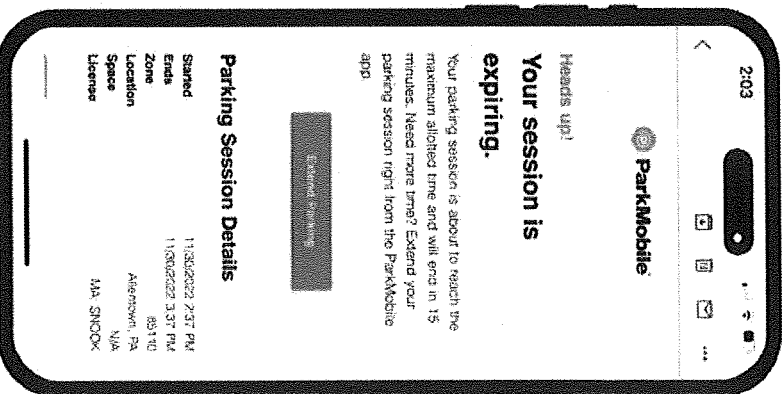 2:03
ParkMobile
Heads up!
Your session is
expiring.
Your parking session is about to reach the
maximum allotted time and will end in 15
minutes. Need more time? Extend your
parking session right from the ParkMobile
app.
Extend Parking
Parking Session Details
Started 11/30/2022 2:37 PM
Ends 11/30/2022 3:37 PM
Zone 85110
Location Allentown, PA
Space N/A
License MA SNOOK